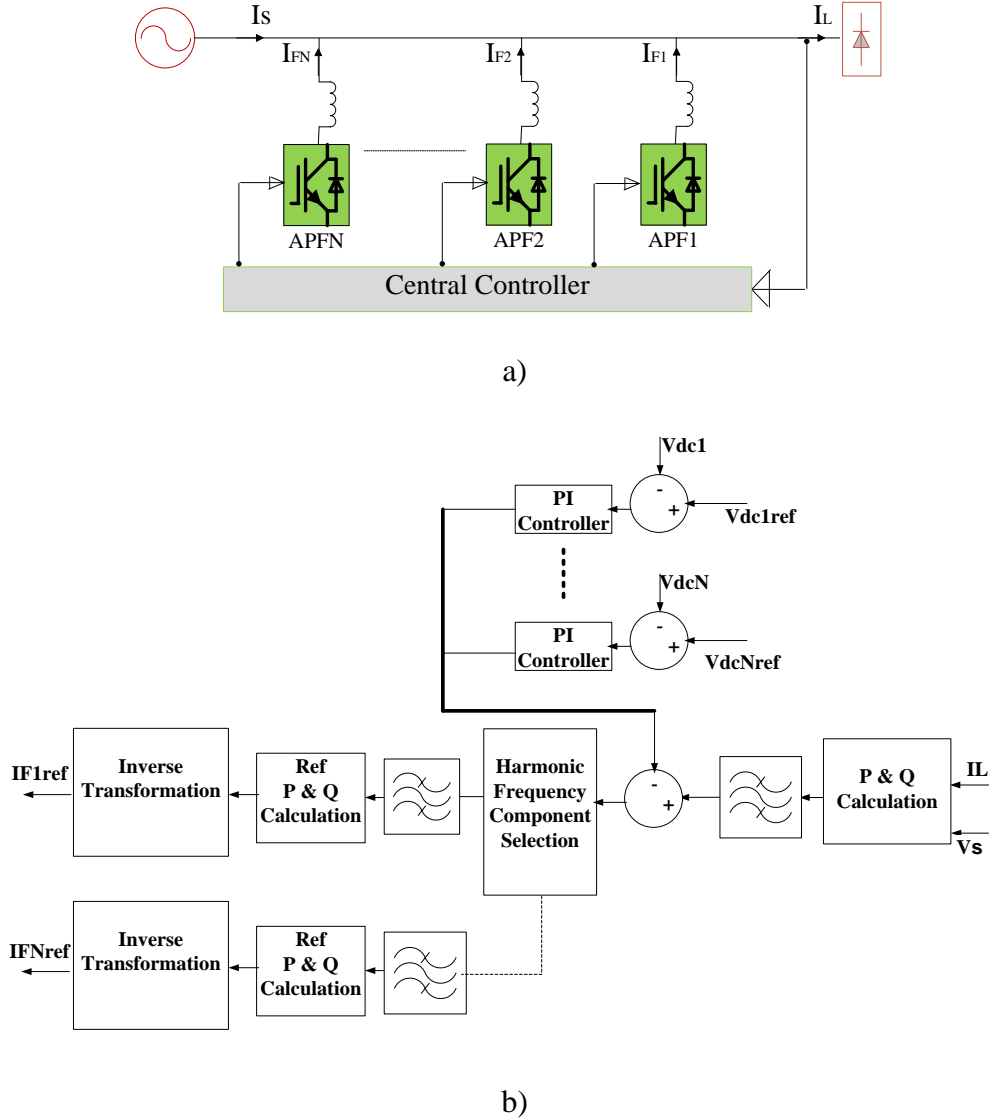 Is
IL
IFN
IF2
IF1
APFN
APF2
APF1
Central Controller
a)
Vdc1
-
+
PI
Controller
Vdc1ref
VdcN
-
+
PI
Controller
VdcNref
IF1ref
Inverse
Transformation
Ref
P & Q
Calculation
Harmonic
Frequency
Component
Selection
-
+
P & Q
Calculation
IL
Vs
IFNref
Inverse
Transformation
Ref
P & Q
Calculation
b)